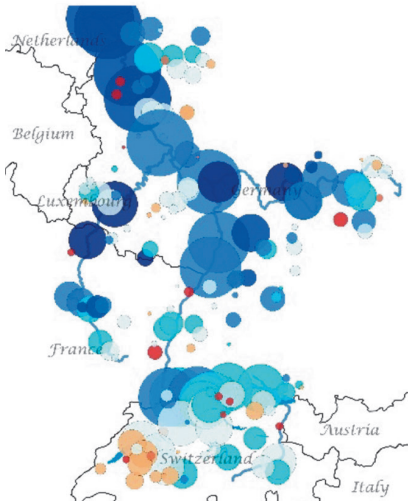 Netherland
Belgium
Luxembourg
Germany
France
Austria
Switzerland
Italy